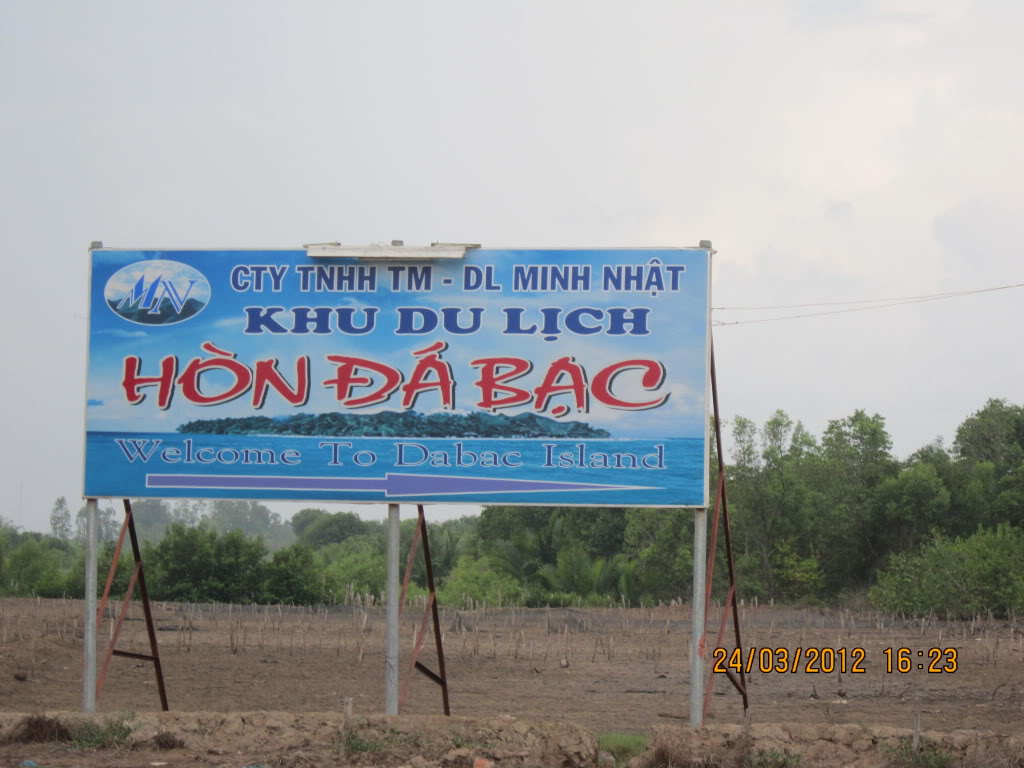 MN
CTY TNHH TM - DL MINH NHẬT
KHU DU LỊCH
HÒN ĐÁ BẠC
Welcome To Dabac Island
24/03/2012 16:23